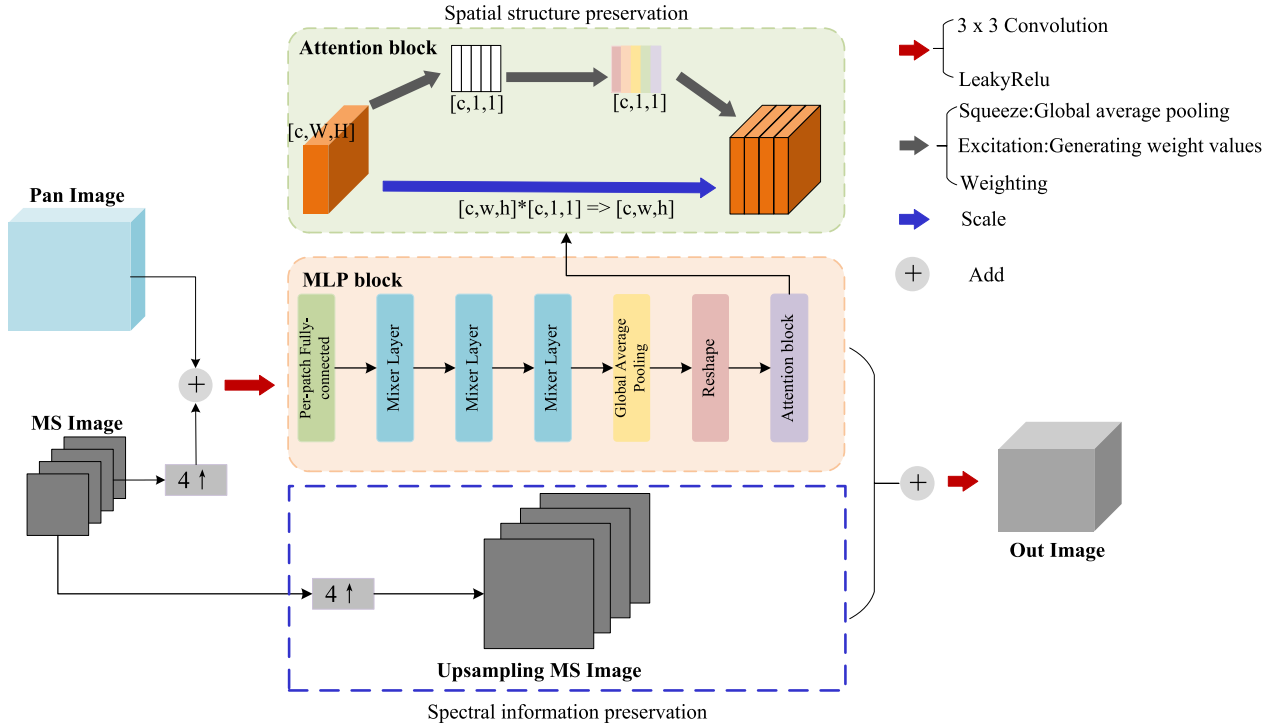 Spatial structure preservation
Attention block
[c,1,1]
[c,1,1]
[c,W,H]
[c,w,h]*[c,1,1] => [c,w,h]
3 x 3 Convolution
LeakyRelu
Squeeze:Global average pooling
Excitation:Generating weight values
Weighting
Scale
+
Add
Pan Image
+
MS Image
4↑
MLP block
Per-patch Fully-
connected
Mixer Layer
Mixer Layer
Mixer Layer
Global Average
Pooling
Reshape
Attention block
4↑
Upsampling MS Image
Spectral information preservation
+
Out Image